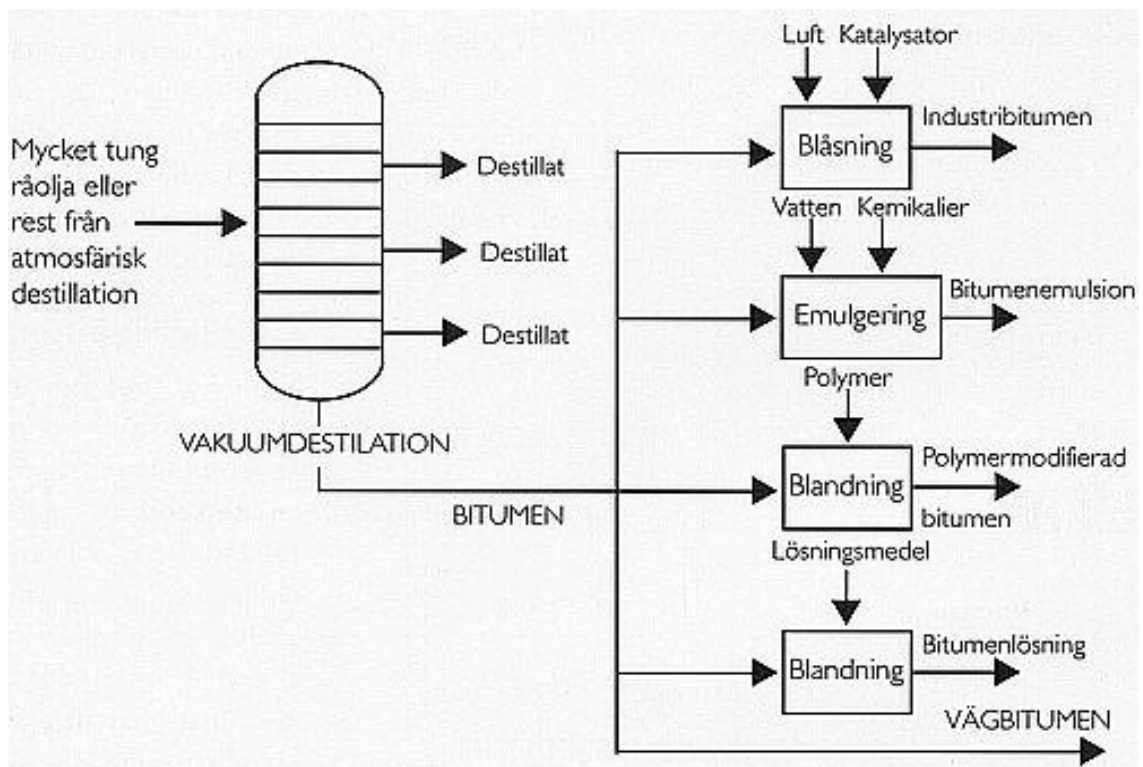 Mycket tung
råolja eller
rest från
atmosfärisk
destillation
Destillat
Destillat
Destillat
VAKUUMDESTILATION
BITUMEN
Luft Katalysator
Blåsning
Industribitumen
Vatten Kemikalier
Emulgering
Bitumenemulsion
Polymer
Blandning
Polymermodifierad
bitumen
Lösningsmedel
Blandning
Bitumenlösning
VÄGBITUMEN